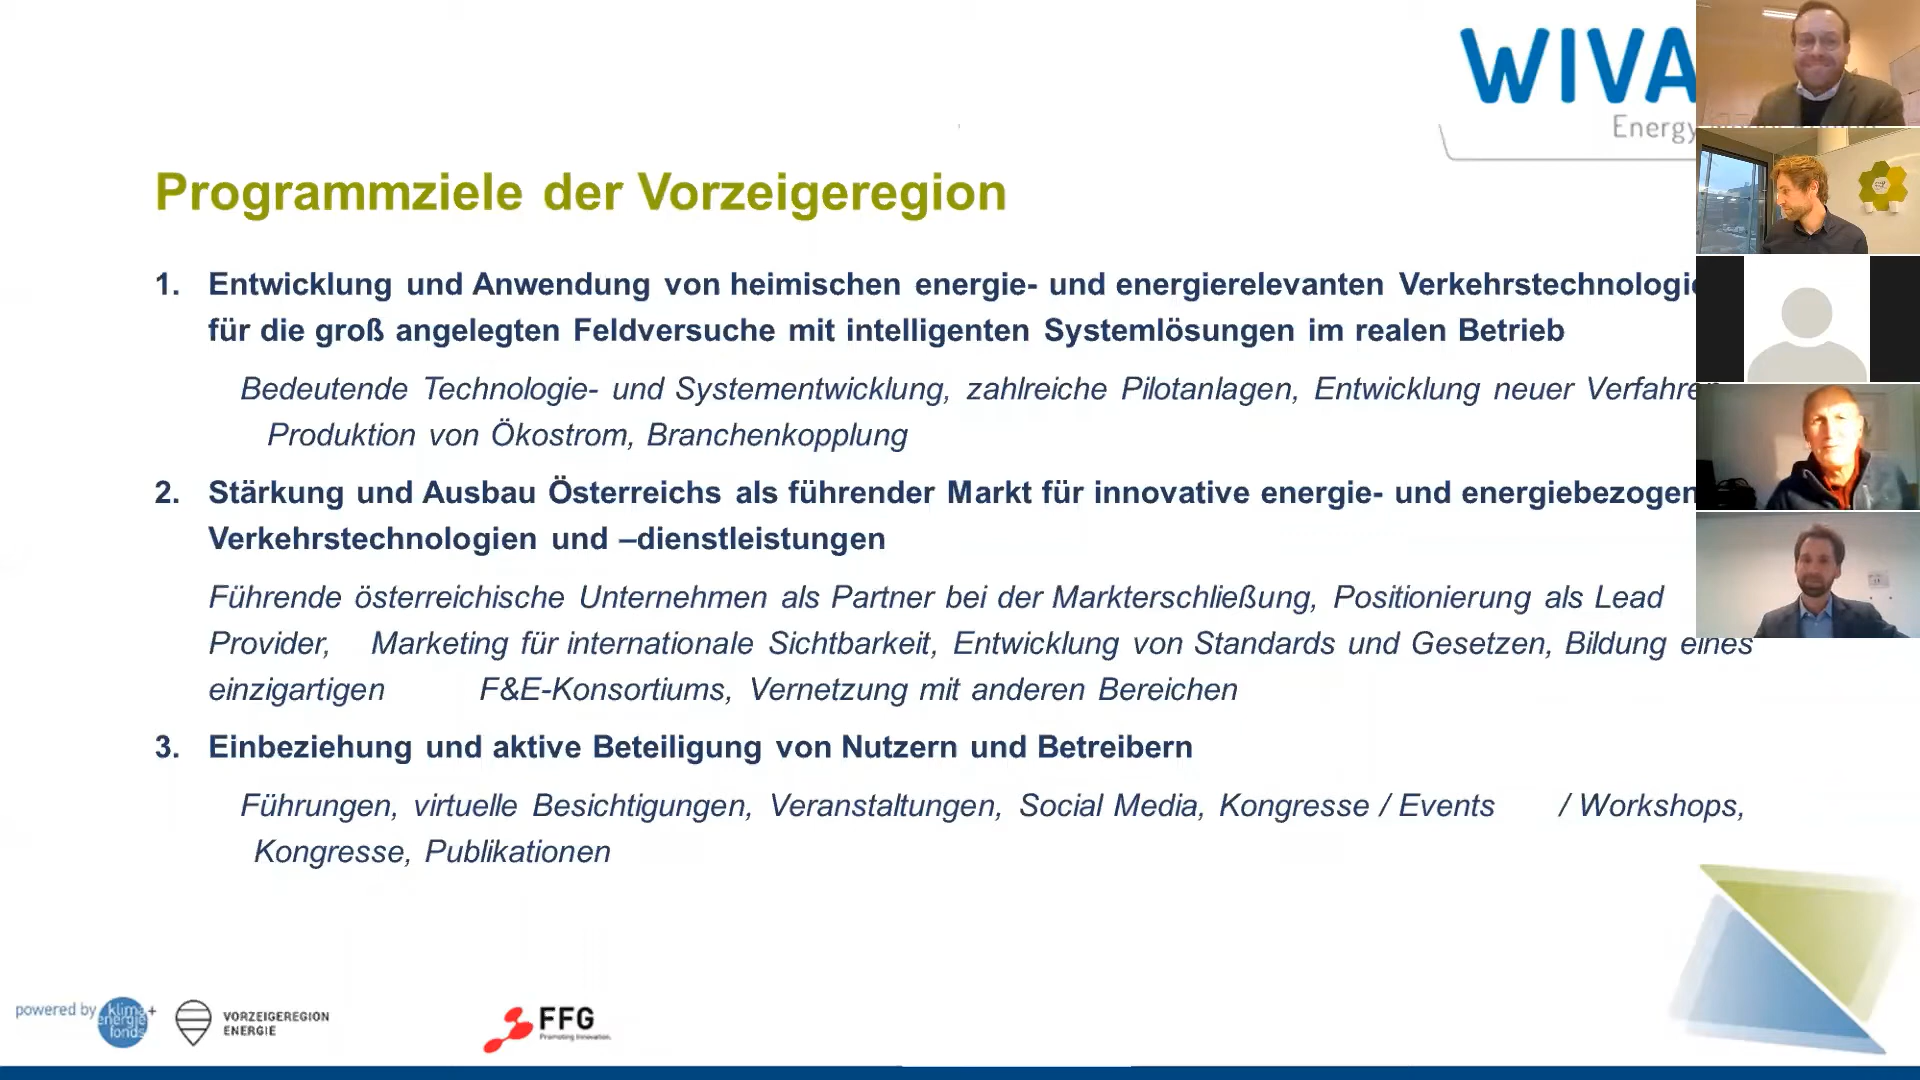 WIVA
Energy
Programmziele der Vorzeigeregion
1. Entwicklung und Anwendung von heimischen energie- und energierelevanten Verkehrstechnologie
für die groß angelegten Feldversuche mit intelligenten Systemlösungen im realen Betrieb
Bedeutende Technologie- und Systementwicklung, zahlreiche Pilotanlagen, Entwicklung neuer Verfahren
Produktion von Ökostrom, Branchenkopplung
2. Stärkung und Ausbau Österreichs als führender Markt für innovative energie- und energiebezogen
Verkehrstechnologien und –dienstleistungen
Führende österreichische Unternehmen als Partner bei der Markterschließung, Positionierung als Lead
Provider, Marketing für internationale Sichtbarkeit, Entwicklung von Standards und Gesetzen, Bildung eines
einzigartigen F&E-Konsortiums, Vernetzung mit anderen Bereichen
3. Einbeziehung und aktive Beteiligung von Nutzern und Betreibern
Führungen, virtuelle Besichtigungen, Veranstaltungen, Social Media, Kongresse / Events / Workshops,
Kongresse, Publikationen
powered by klima+ energie fonds
VORZEIGEREGION
ENERGIE
FFG
Promoting Innovation.